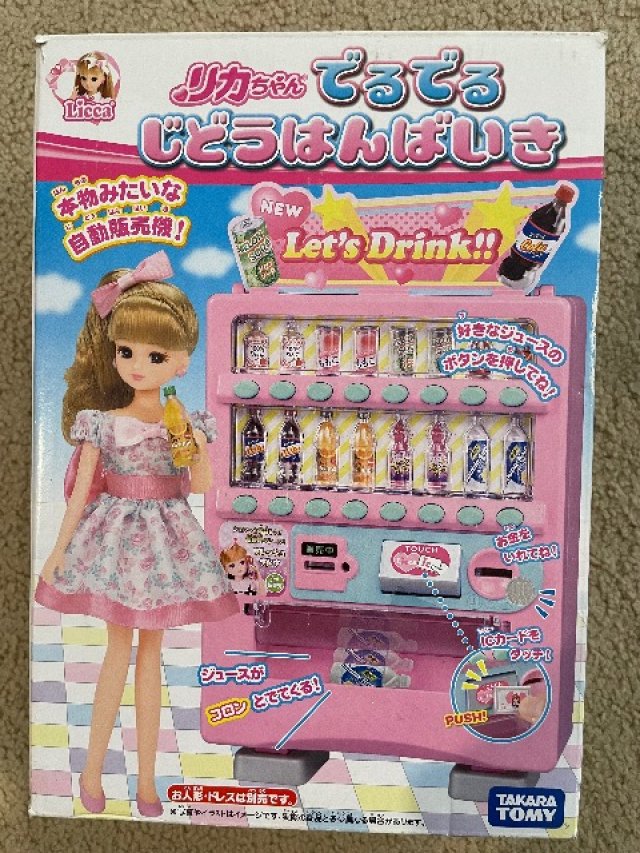 Licca
リカちゃん でるでる
じどうはんばいき
本物みたいな
自動販売機!
NEW
Let's Drink!!
Cola
好きなジュースの
ボタンを押してね!
発売中
TOUCH
お金を
いれてね!
ICカードを
タッチ!
PUSH!
ジュースが
コロン とでてくる!
お人形・ドレスは別売です。
TAKARA
TOMY